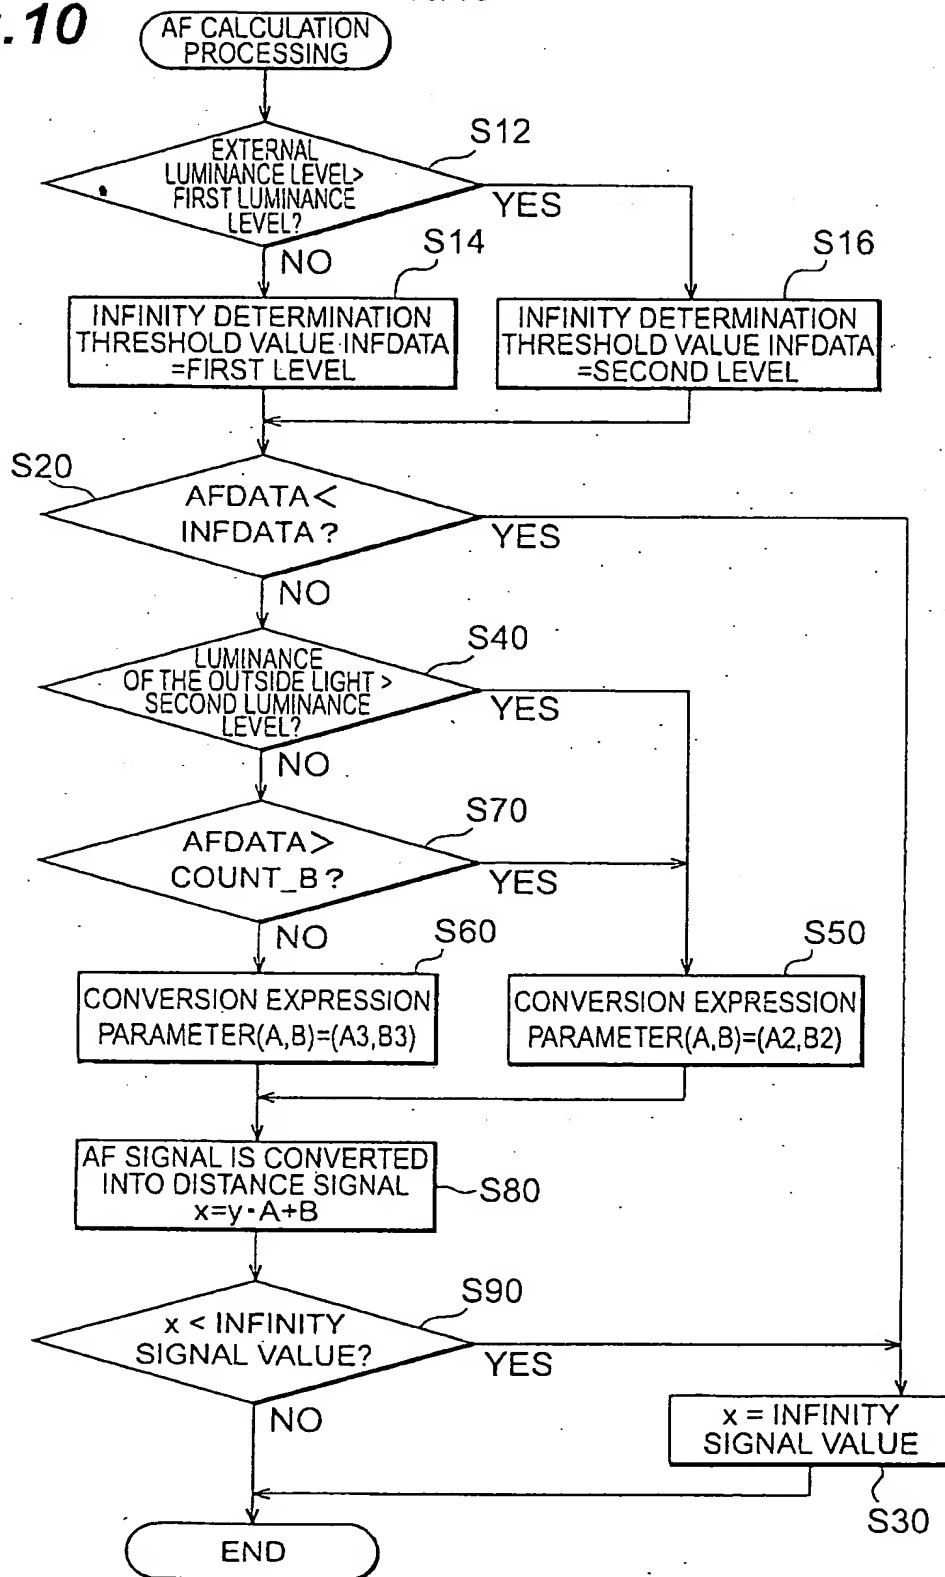 .10
AF CALCULATION
PROCESSING
S12
EXTERNAL
LUMINANCE LEVEL>
FIRST LUMINANCE
LEVEL?
YES
NO
S14
S16
INFINITY DETERMINATION
THRESHOLD VALUE INFDATA
=FIRST LEVEL
INFINITY DETERMINATION
THRESHOLD VALUE INFDATA
=SECOND LEVEL
S20
AFDATA<
INFDATA?
YES
NO
S40
LUMINANCE
OF THE OUTSIDE LIGHT >
SECOND LUMINANCE
LEVEL?
YES
NO
S70
AFDATA>
COUNT_B?
YES
NO
S60
S50
CONVERSION EXPRESSION
PARAMETER(A,B)=(A3,B3)
CONVERSION EXPRESSION
PARAMETER(A,B)=(A2,B2)
AF SIGNAL IS CONVERTED
INTO DISTANCE SIGNAL
x=y·A+B
S80
S90
x < INFINITY
SIGNAL VALUE?
YES
NO
x = INFINITY
SIGNAL VALUE
S30
END